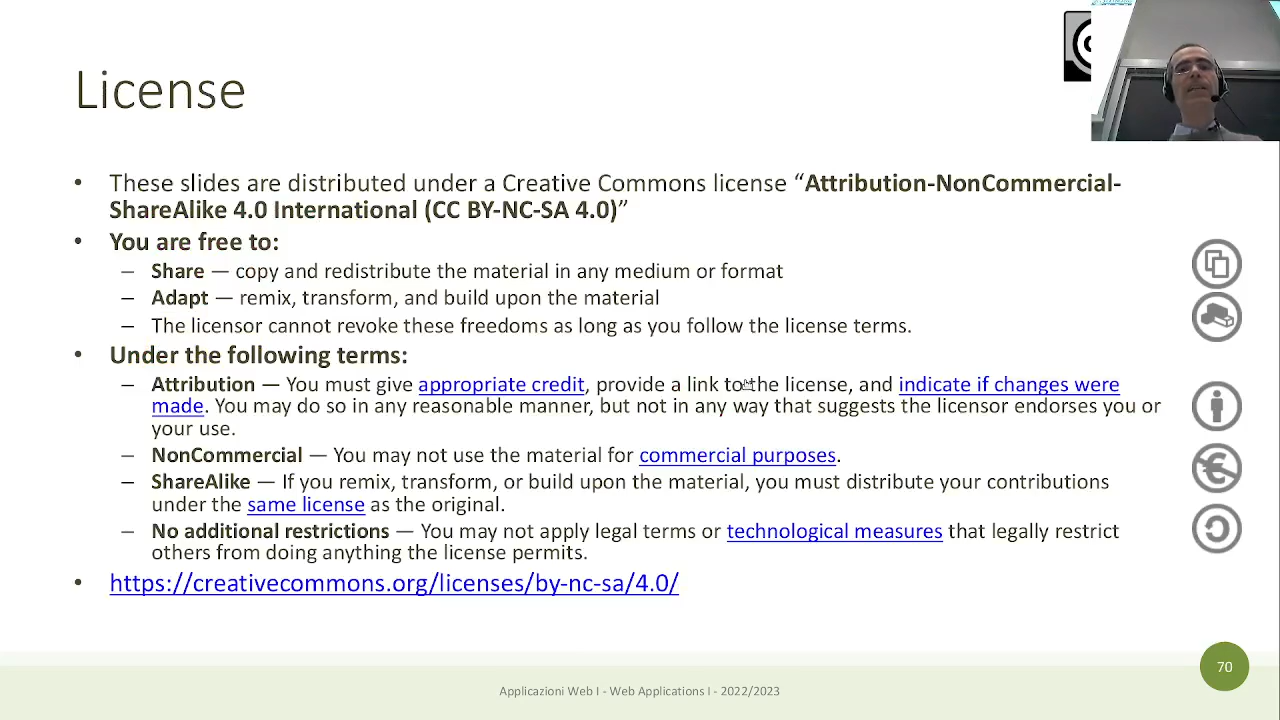 License
• These slides are distributed under a Creative Commons license “Attribution-NonCommercial-
ShareAlike 4.0 International (CC BY-NC-SA 4.0)”
• You are free to:
– Share — copy and redistribute the material in any medium or format
– Adapt — remix, transform, and build upon the material
– The licensor cannot revoke these freedoms as long as you follow the license terms.
• Under the following terms:
– Attribution — You must give appropriate credit, provide a link to the license, and indicate if changes were
made. You may do so in any reasonable manner, but not in any way that suggests the licensor endorses you or
your use.
– NonCommercial — You may not use the material for commercial purposes.
– ShareAlike — If you remix, transform, or build upon the material, you must distribute your contributions
under the same license as the original.
– No additional restrictions — You may not apply legal terms or technological measures that legally restrict
others from doing anything the license permits.
• https://creativecommons.org/licenses/by-nc-sa/4.0/
70
Applicazioni Web I - Web Applications I - 2022/2023